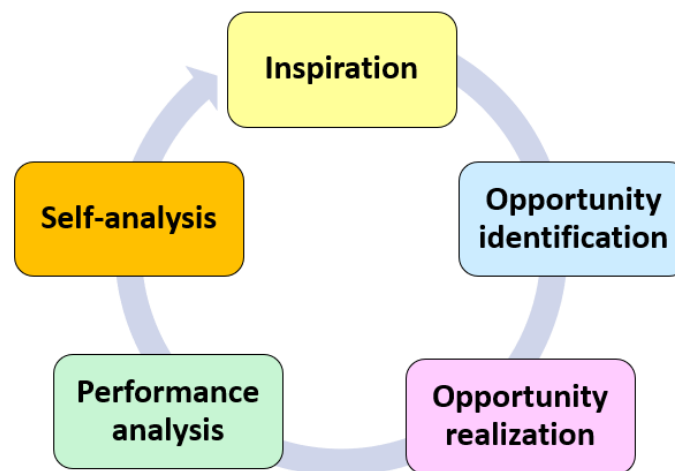 Inspiration
Opportunity
identification
Opportunity
realization
Performance
analysis
Self-analysis